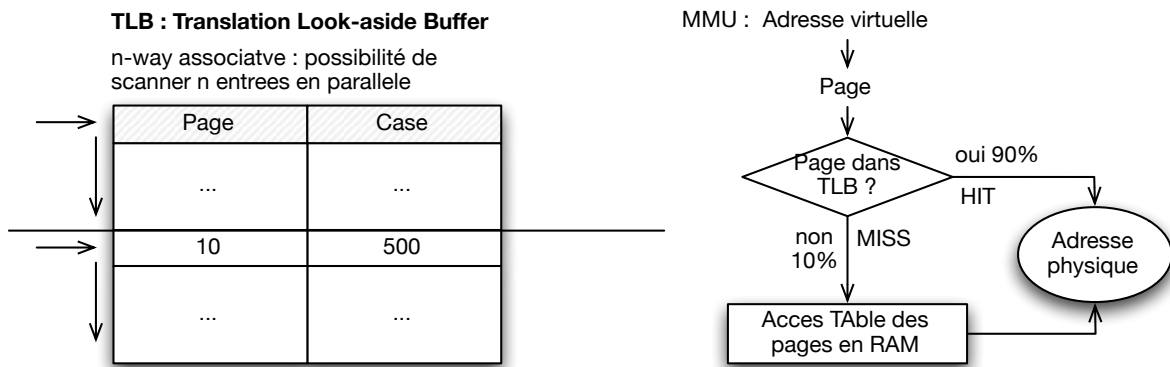 TLB : Translation Look-aside Buffer
n-way associatve : possibilité de
scanner n entrees en parallele
Page Case
... ...
10 500
... ...
MMU : Adresse virtuelle
Page
Page dans
TLB ?
oui 90%
HIT
non
10%
MISS
Adresse
physique
Acces TAble des
pages en RAM